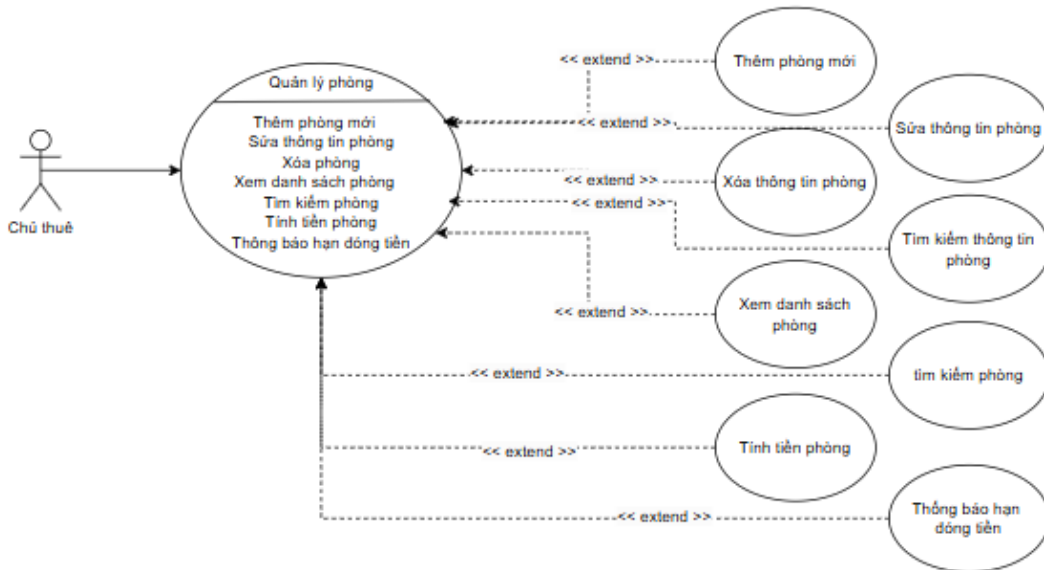 Chủ thuê
Quản lý phòng
Thêm phòng mới
Sửa thông tin phòng
Xóa phòng
Xem danh sách phòng
Tìm kiếm phòng
Tính tiền phòng
Thông báo hạn đóng tiền
<< extend >>
Thêm phòng mới
<< extend >>
Sửa thông tin phòng
<< extend >>
Xóa thông tin phòng
<< extend >>
Tìm kiếm thông tin
phòng
<< extend >>
Xem danh sách
phòng
<< extend >>
tìm kiếm phòng
<< extend >>
Tính tiền phòng
<< extend >>
Thông báo hạn
đóng tiền